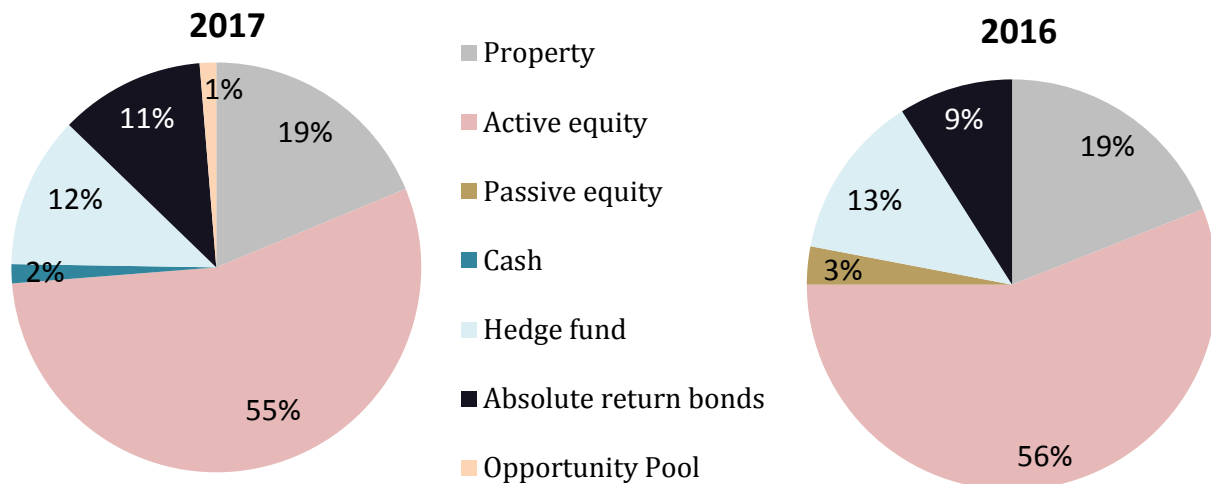 2017
1%
19%
11%
12%
2%
55%
Property
Active equity
Passive equity
Cash
Hedge fund
Absolute return bonds
Opportunity Pool
2016
9%
19%
13%
3%
56%